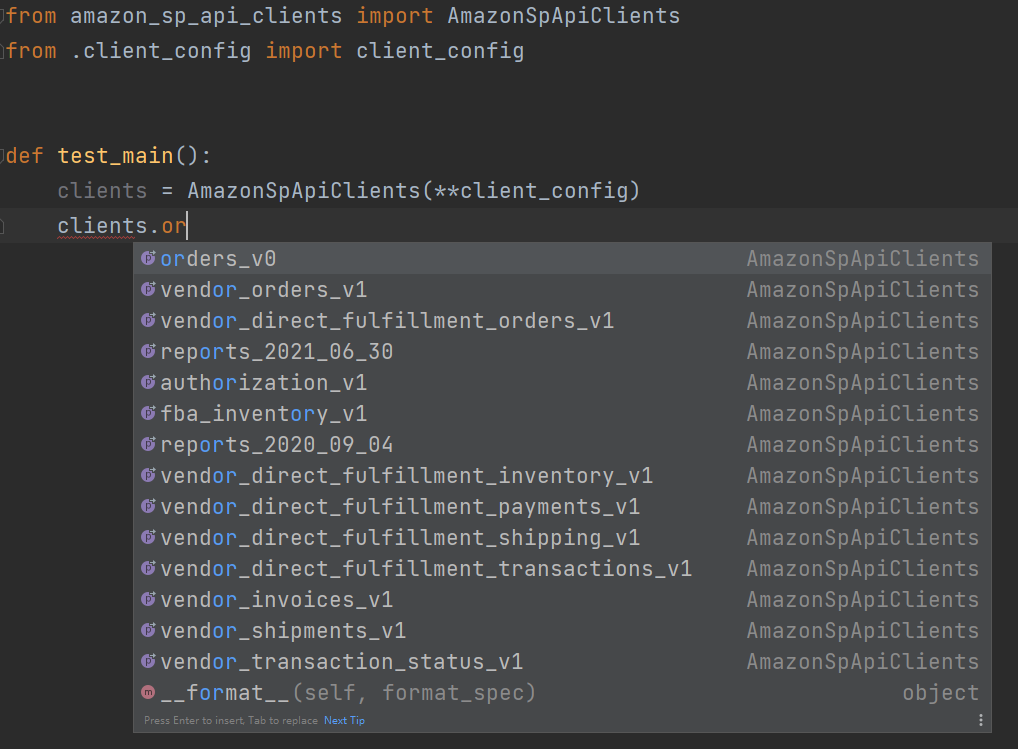 from amazon_sp_api_clients import AmazonSpApiClients
from .client_config import client_config
def test_main():
clients = AmazonSpApiClients(**client_config)
clients.or
orders_v0 AmazonSpApiClients
vendor_orders_v1 AmazonSpApiClients
vendor_direct_fulfillment_orders_v1 AmazonSpApiClients
reports_2021_06_30 AmazonSpApiClients
authorization_v1 AmazonSpApiClients
fba_inventory_v1 AmazonSpApiClients
reports_2020_09_04 AmazonSpApiClients
vendor_direct_fulfillment_inventory_v1 AmazonSpApiClients
vendor_direct_fulfillment_payments_v1 AmazonSpApiClients
vendor_direct_fulfillment_shipping_v1 AmazonSpApiClients
vendor_direct_fulfillment_transactions_v1 AmazonSpApiClients
vendor_invoices_v1 AmazonSpApiClients
vendor_shipments_v1 AmazonSpApiClients
vendor_transaction_status_v1 AmazonSpApiClients
__format__(self, format_spec) object
Press Enter to insert, Tab to replace Next Tip